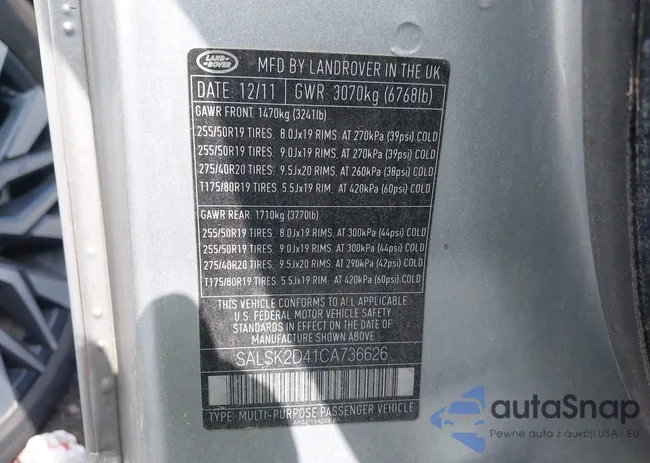 LAND ROVER
MFD BY LANDROVER IN THE UK
DATE: 12/11 GWR: 3070kg (6768lb)
GAWR FRONT: 1470kg (3241lb)
255/50R19 TIRES. 8.0Jx19 RIMS. AT 270kPa (39psi) COLD
255/50R19 TIRES. 9.0Jx19 RIMS. AT 270kPa (39psi) COLD
275/40R20 TIRES. 9.5Jx20 RIMS. AT 260kPa (38psi) COLD
T175/80R19 TIRES. 5.5Jx19 RIM. AT 420kPa (60psi) COLD
GAWR REAR: 1710kg (3770lb)
255/50R19 TIRES. 8.0Jx19 RIMS. AT 300kPa (44psi) COLD
255/50R19 TIRES. 9.0Jx19 RIMS. AT 300kPa (44psi) COLD
275/40R20 TIRES. 9.5Jx20 RIMS. AT 290kPa (42psi) COLD
T175/80R19 TIRES. 5.5Jx19 RIM. AT 420kPa (60psi) COLD
THIS VEHICLE CONFORMS TO ALL APPLICABLE
U.S. FEDERAL MOTOR VEHICLE SAFETY
STANDARDS IN EFFECT ON THE DATE OF
MANUFACTURE SHOWN ABOVE.
SALSK2D41CA736626
TYPE: MULTI-PURPOSE PASSENGER VEHICLE
autoSnap
Pewne auta z aukcji USA - EU